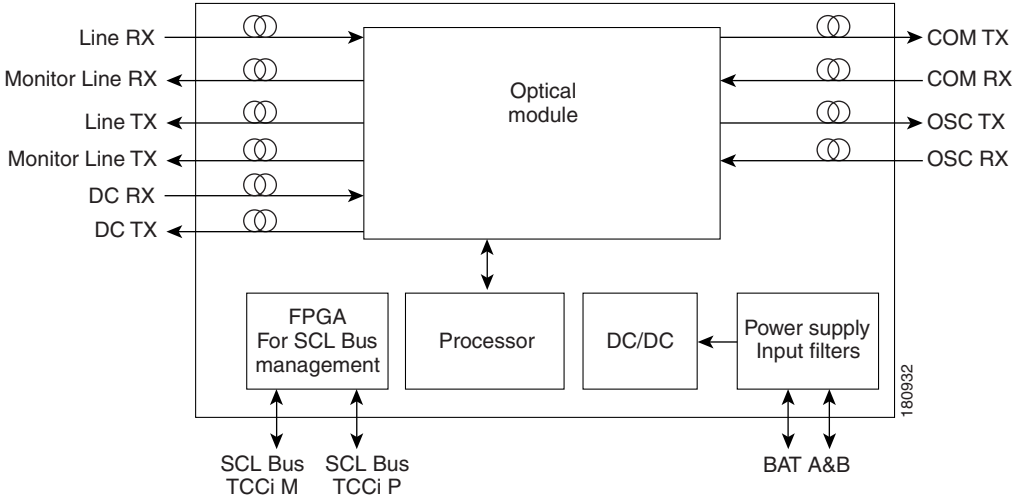 Line RX
Monitor Line RX
Line TX
Monitor Line TX
DC RX
DC TX
Optical
module
COM TX
COM RX
OSC TX
OSC RX
FPGA
For SCL Bus
management
Processor
DC/DC
Power supply
Input filters
180932
SCL Bus
TCCi M
SCL Bus
TCCi P
BAT A&B